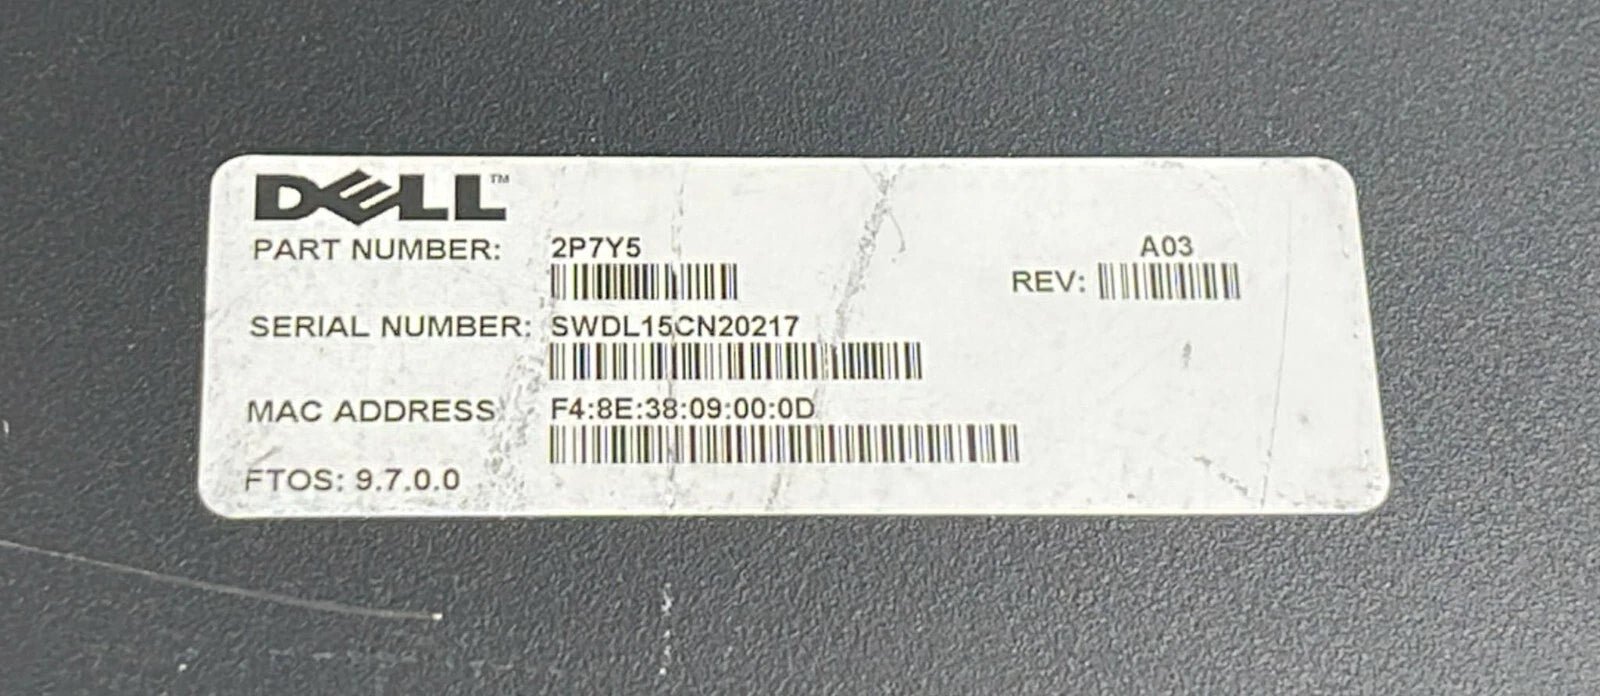 DELL™
PART NUMBER: 2P7Y5 A03
REV:
SERIAL NUMBER: SWDL15CN20217
MAC ADDRESS: F4:8E:38:09:00:0D
FTOS: 9.7.0.0